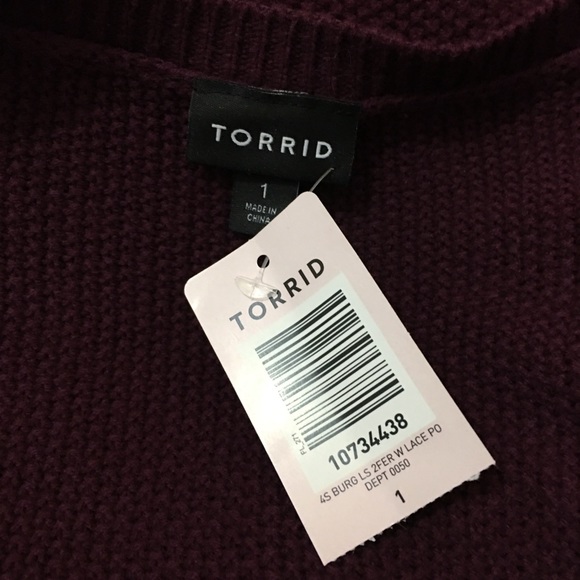 TORRID
1
MADE IN
CHINA
TORRID
10734438
4S BURG LS 2FER W LACE PO
DEPT 0050
1